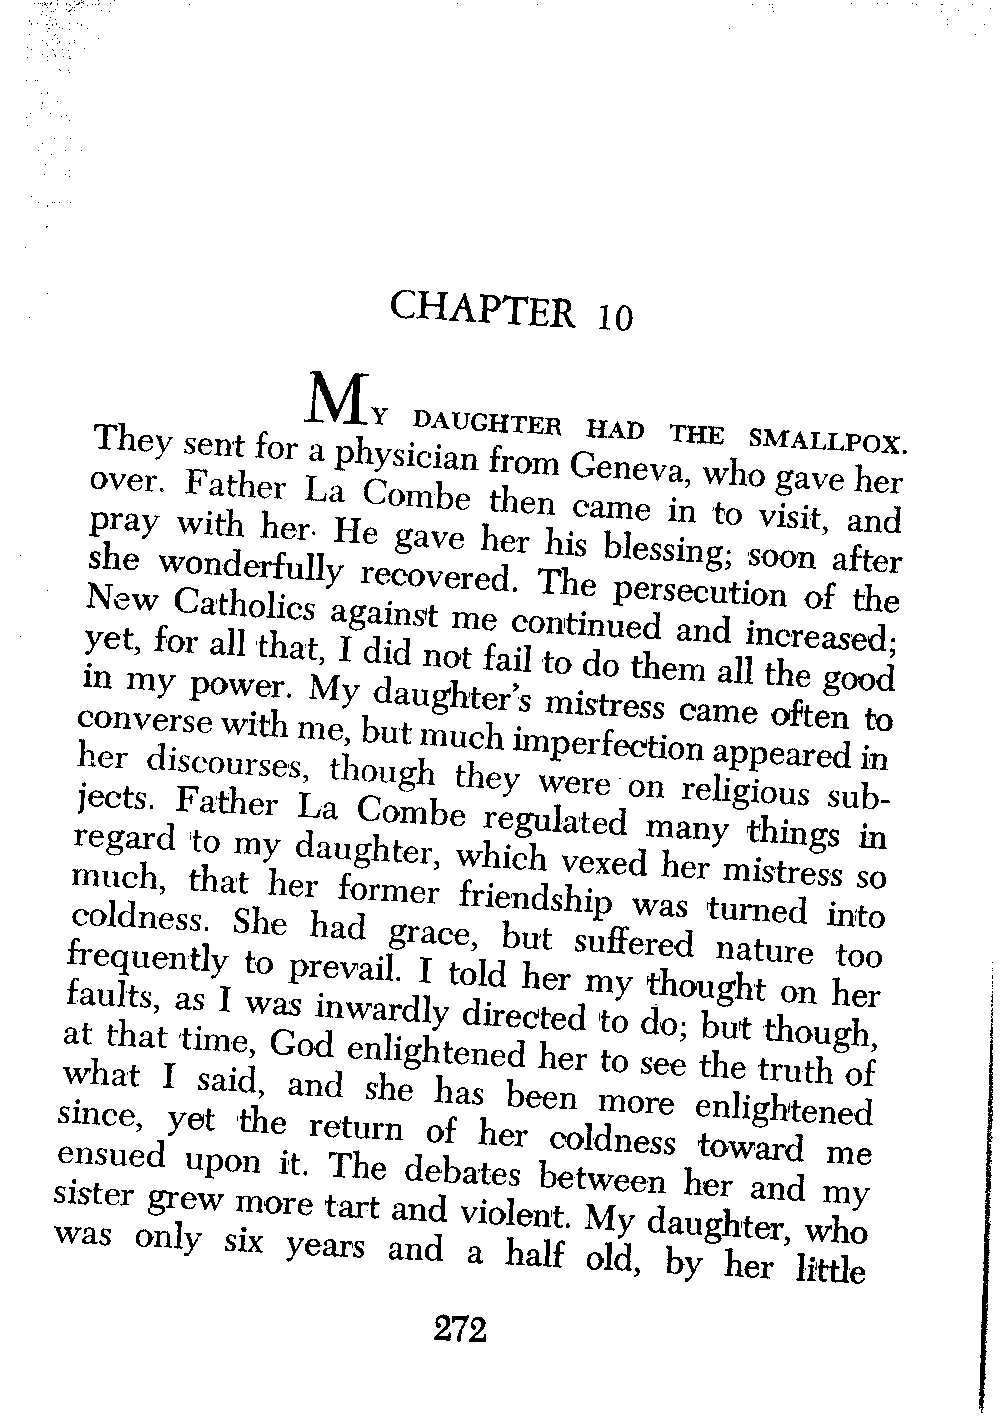 CHAPTER 10
MY DAUGHTER HAD THE SMALLPOX.
They sent for a physician from Geneva, who gave her
over. Father La Combe then came in to visit, and
pray with her. He gave her his blessing; soon after
she wonderfully recovered. The persecution of the
New Catholics against me continued and increased;
yet, for all that, I did not fail to do them all the good
in my power. My daughter's mistress came often to
converse with me, but much imperfection appeared in
her discourses, though they were on religious sub-
jects. Father La Combe regulated many things in
regard to my daughter, which vexed her mistress so
much, that her former friendship was turned into
coldness. She had grace, but suffered nature too
frequently to prevail. I told her my thought on her
faults, as I was inwardly directed to do; but though,
at that time, God enlightened her to see the truth of
what I said, and she has been more enlightened
since, yet the return of her coldness toward me
ensued upon it. The debates between her and my
sister grew more tart and violent. My daughter, who
was only six years and a half old, by her little
272